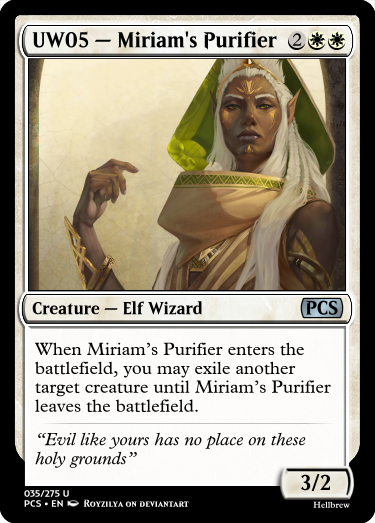 UW05 — Miriam's Purifier 2
Creature — Elf Wizard PCS
When Miriam's Purifier enters the
battlefield, you may exile another
target creature until Miriam's Purifier
leaves the battlefield.
“Evil like yours has no place on these
holy grounds”
3/2
035/275 U
PCS • EN Royzilya on deviantart
Hellbrew